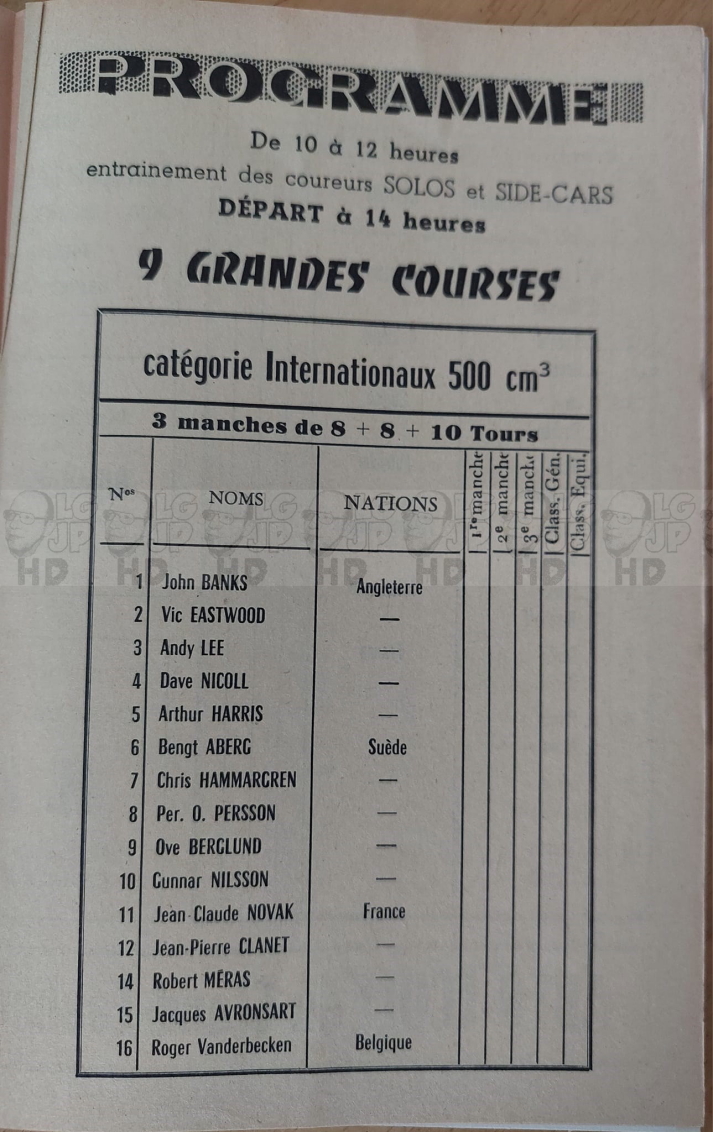 PROGRAMME
De 10 à 12 heures
entrainement des coureurs SOLOS et SIDE-CARS
DÉPART à 14 heures
9 GRANDES COURSES
catégorie Internationaux 500 cm³
3 manches de 8 + 8 + 10 Tours
Nos NOMS NATIONS 1re manche 2e manche 3e manche Class. Gén. Class. Equi.
1 John BANKS Angleterre
2 Vic EASTWOOD —
3 Andy LEE —
4 Dave NICOLL —
5 Arthur HARRIS —
6 Bengt ABERG Suède
7 Chris HAMMARGREN —
8 Per. O. PERSSON —
9 Ove BERGLUND —
10 Gunnar NILSSON —
11 Jean-Claude NOVAK France
12 Jean-Pierre CLANET —
14 Robert MÉRAS —
15 Jacques AVRONSART —
16 Roger Vanderbecken Belgique
LG JP HD